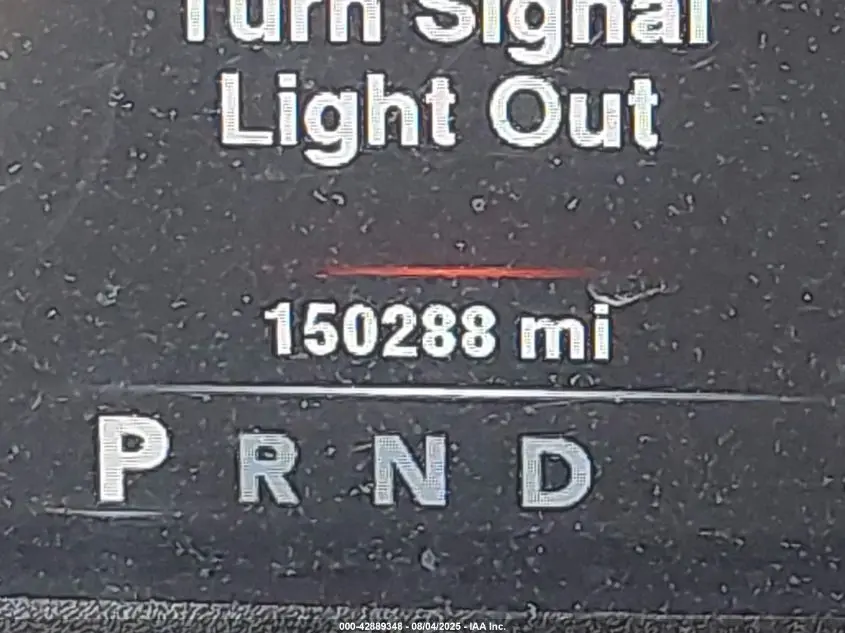 Turn Signal
Light Out
150288 mi
P R N D
000-42889348 - 08/04/2025 - IAA Inc.